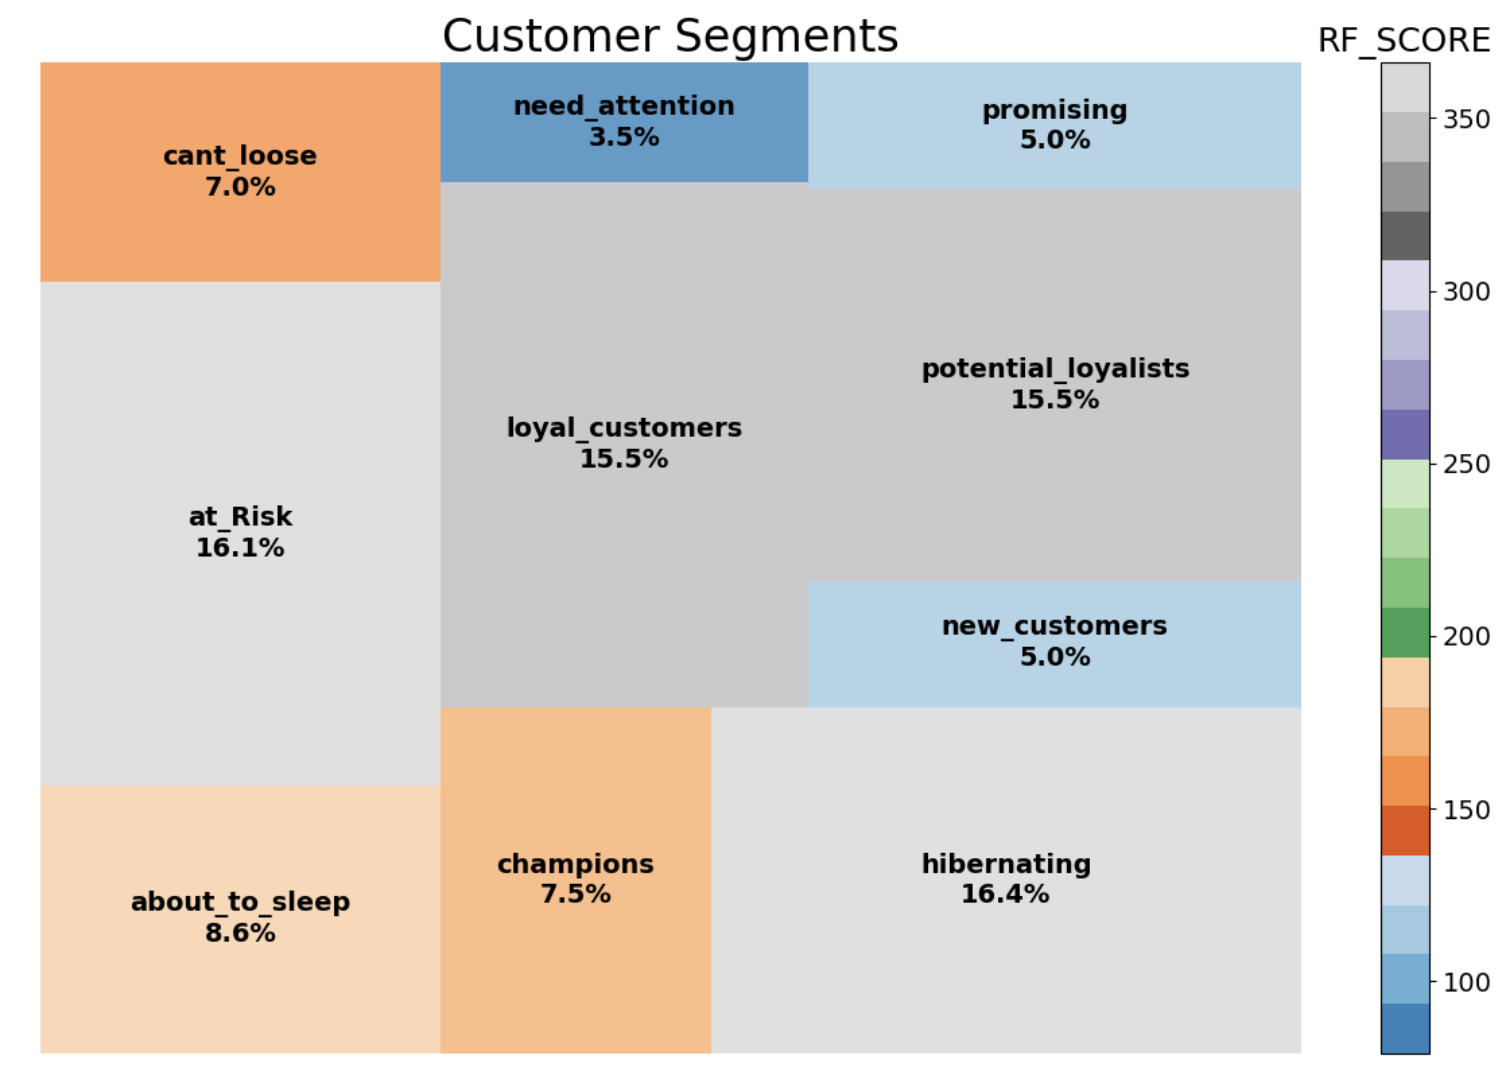 Customer Segments
RF_SCORE
cant_loose
7.0%
need_attention
3.5%
promising
5.0%
at_Risk
16.1%
loyal_customers
15.5%
potential_loyalists
15.5%
new_customers
5.0%
about_to_sleep
8.6%
champions
7.5%
hibernating
16.4%
350
300
250
200
150
100